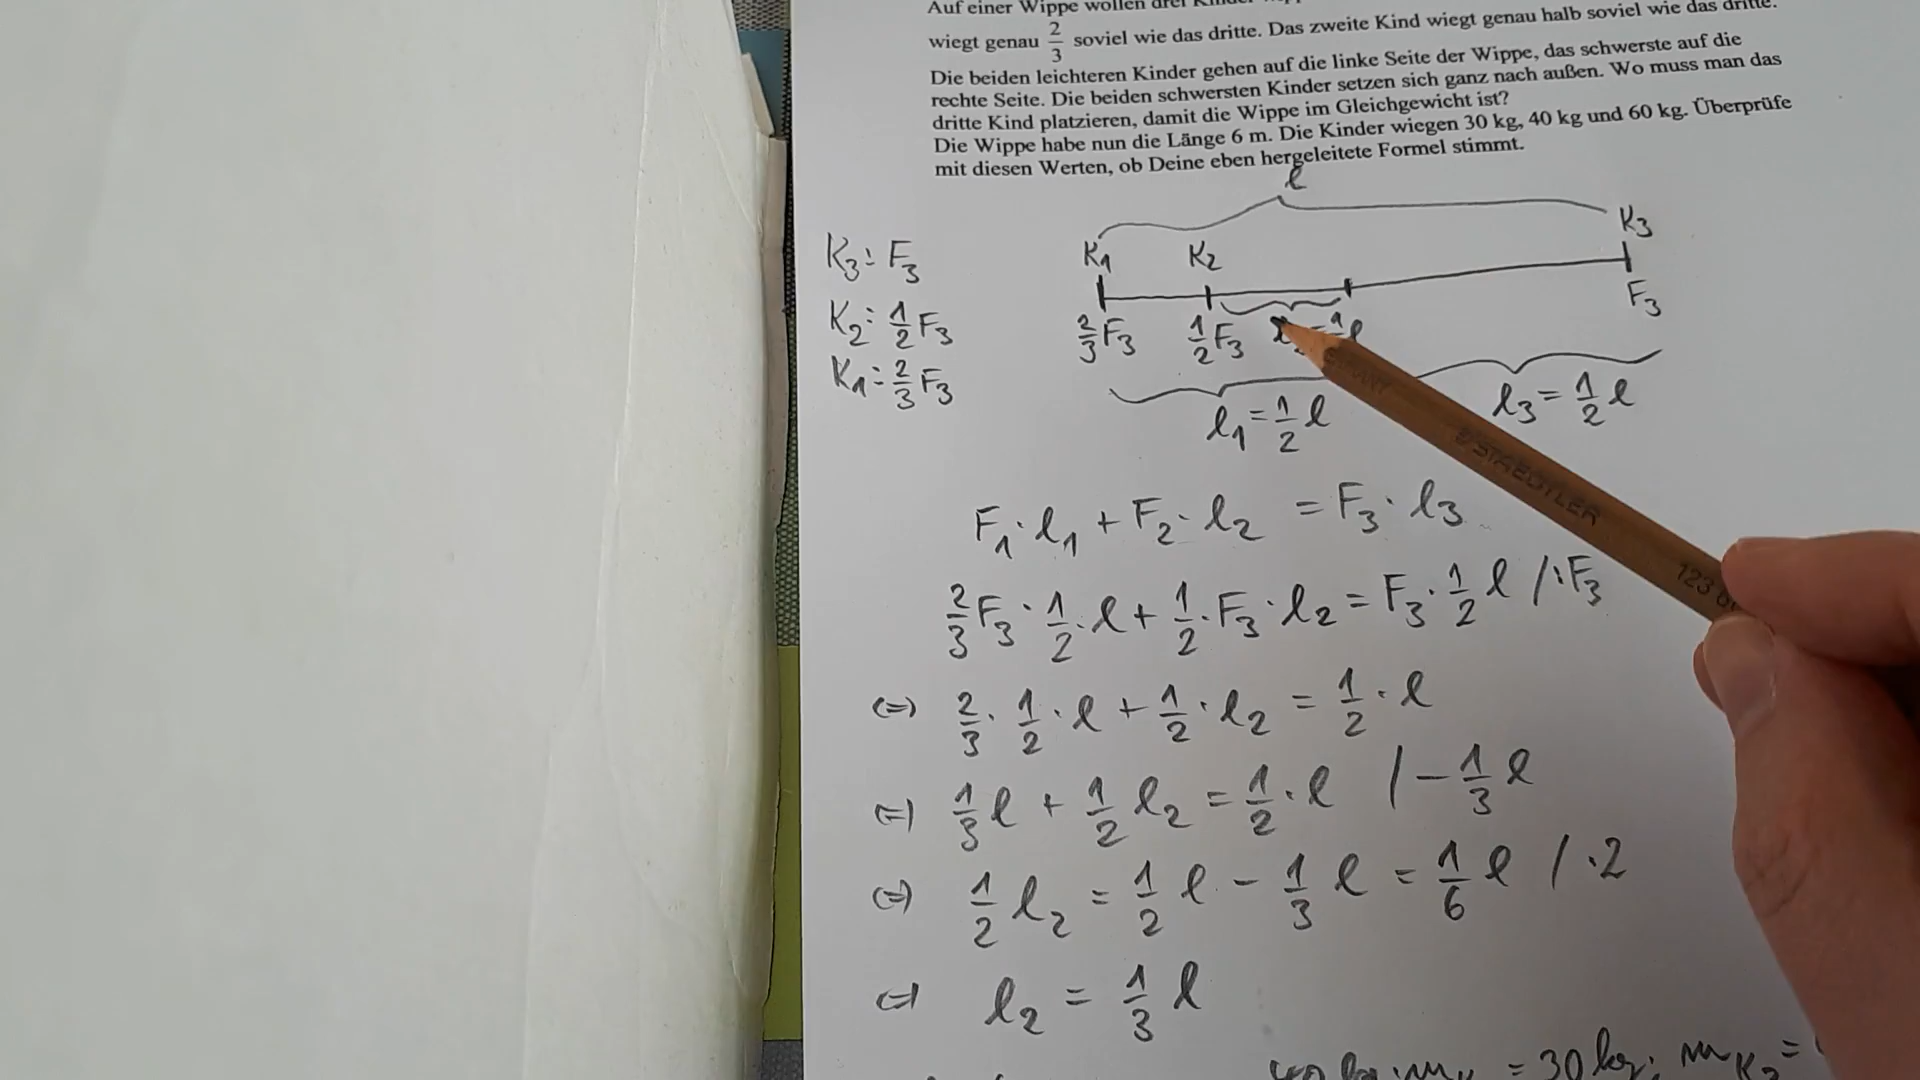 Auf einer Wippe wollen drei
wiegt genau 2/3 soviel wie das dritte. Das zweite Kind wiegt genau halb soviel wie das dritte.
Die beiden leichteren Kinder gehen auf die linke Seite der Wippe, das schwerste auf die
rechte Seite. Die beiden schwersten Kinder setzen sich ganz nach außen. Wo muss man das
dritte Kind platzieren, damit die Wippe im Gleichgewicht ist?
Die Wippe habe nun die Länge 6 m. Die Kinder wiegen 30 kg, 40 kg und 60 kg. Überprüfe
mit diesen Werten, ob Deine eben hergeleitete Formel stimmt.
l
K₁ K₂ K₃
K₃: F₃
K₂: 1/2 F₃
K₁: 2/3 F₃
2/3 F₃ 1/2 F₃ F₃
l₁ = 1/2 l l₃ = 1/2 l
F₁ · l₁ + F₂ · l₂ = F₃ · l₃
2/3 F₃ · 1/2 · l + 1/2 · F₃ · l₂ = F₃ · 1/2 l /: F₃
(=) 2/3 · 1/2 · l + 1/2 · l₂ = 1/2 · l
(=) 1/3 l + 1/2 l₂ = 1/2 · l / - 1/3 l
(=) 1/2 l₂ = 1/2 l - 1/3 l = 1/6 l / · 2
(=) l₂ = 1/3 l
= 30 kg;
STAEDTLER